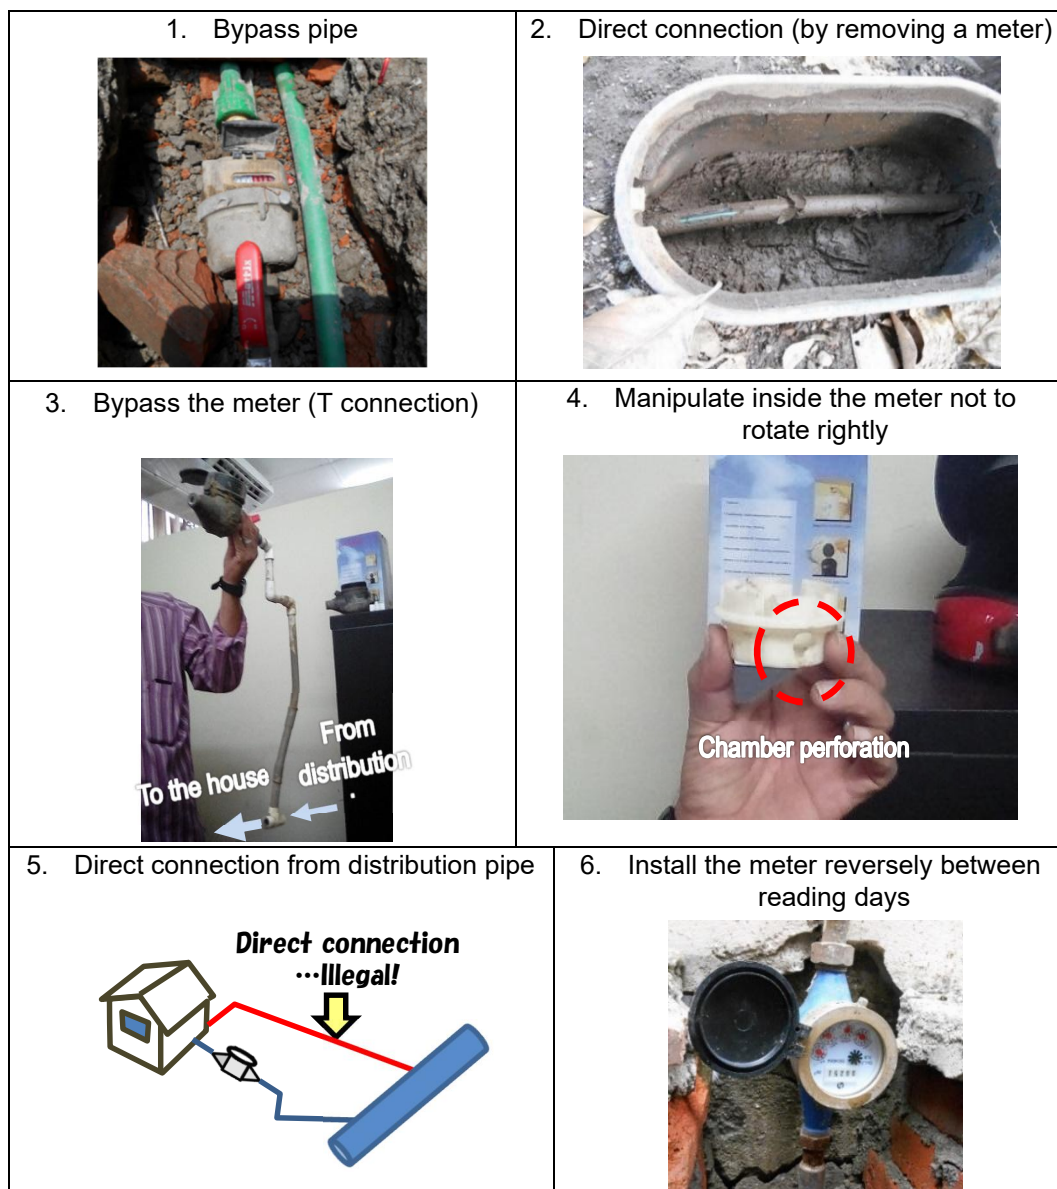 1. Bypass pipe
2. Direct connection (by removing a meter)
3. Bypass the meter (T connection)
From
To the house distribution
.
4. Manipulate inside the meter not to
rotate rightly
Chamber perforation
5. Direct connection from distribution pipe
Direct connection
...Illegal!
6. Install the meter reversely between
reading days